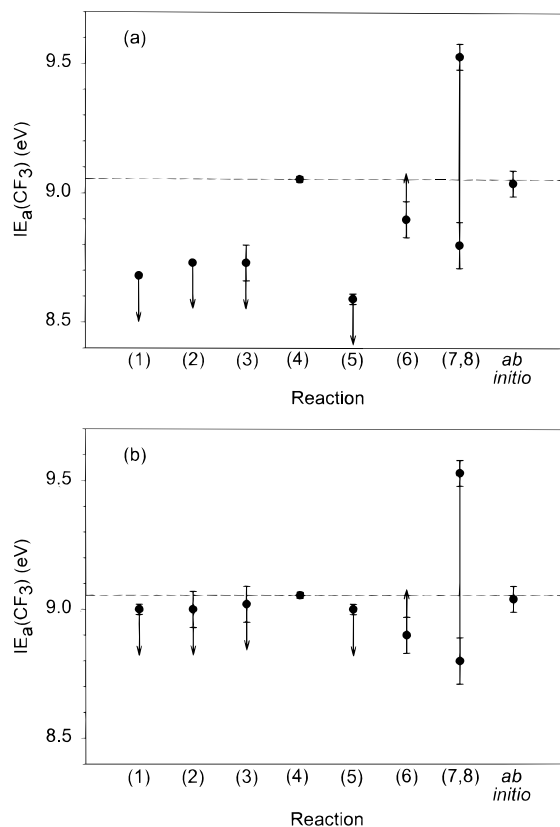 (a)
9.5
9.0
8.5
IEa(CF3) (eV)
(1) (2) (3) (4) (5) (6) (7,8) ab initio
Reaction
(b)
9.5
9.0
8.5
IEa(CF3) (eV)
(1) (2) (3) (4) (5) (6) (7,8) ab initio
Reaction